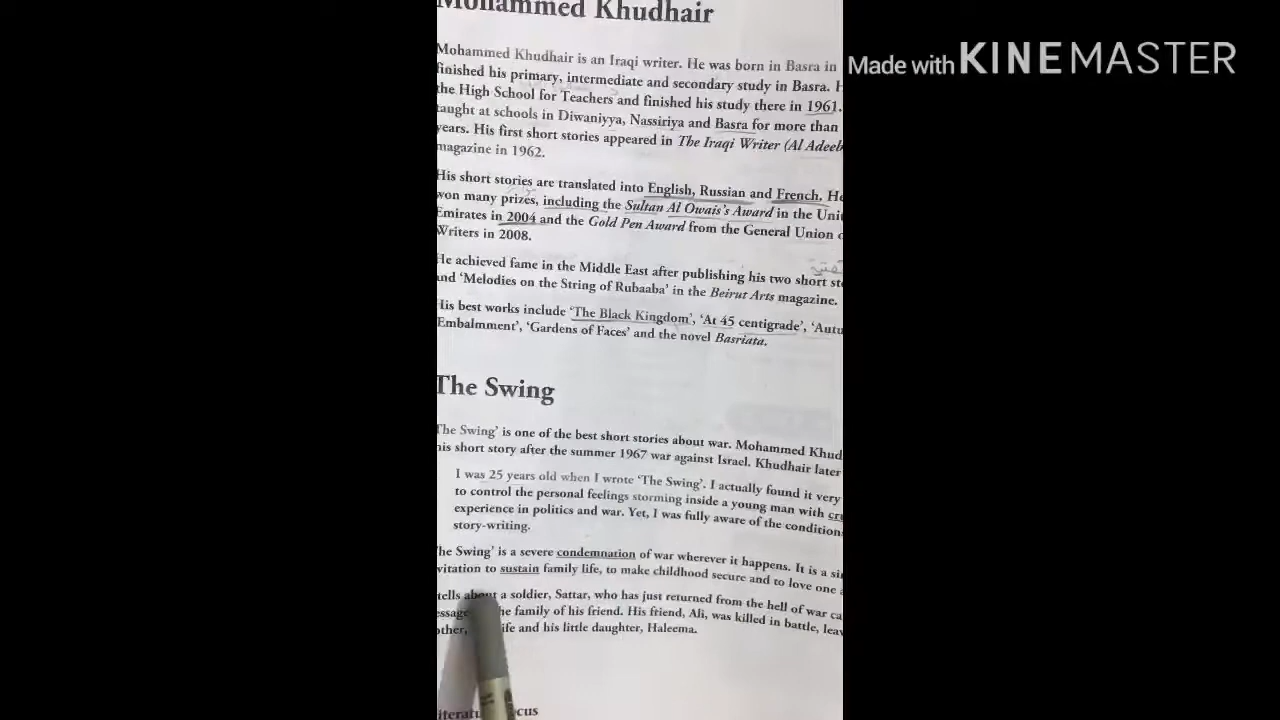 Made with KINEMASTER
Mohammed Khudhair
Mohammed Khudhair is an Iraqi writer. He was born in Basra in
finished his primary, intermediate and secondary study in Basra. H
the High School for Teachers and finished his study there in 1961.
taught at schools in Diwaniyya, Nassiriya and Basra for more than
years. His first short stories appeared in The Iraqi Writer (Al Adeeb
magazine in 1962.
His short stories are translated into English, Russian and French. He
won many prizes, including the Sultan Al Owais's Award in the Uni
Emirates in 2004 and the Gold Pen Award from the General Union o
Writers in 2008.
He achieved fame in the Middle East after publishing his two short st
and 'Melodies on the String of Rubaaba' in the Beirut Arts magazine.
His best works include 'The Black Kingdom', 'At 45 centigrade', 'Autu
Embalmment', 'Gardens of Faces' and the novel Basriata.
The Swing
The Swing' is one of the best short stories about war. Mohammed Khud
his short story after the summer 1967 war against Israel. Khudhair later
I was 25 years old when I wrote 'The Swing'. I actually found it very
to control the personal feelings storming inside a young man with cru
experience in politics and war. Yet, I was fully aware of the condition
story-writing.
he Swing' is a severe condemnation of war wherever it happens. It is a si
vitation to sustain family life, to make childhood secure and to love one a
tells about a soldier, Sattar, who has just returned from the hell of war ca
essage he family of his friend. His friend, Ali, was killed in battle, leav
other, ife and his little daughter, Haleema.
cus